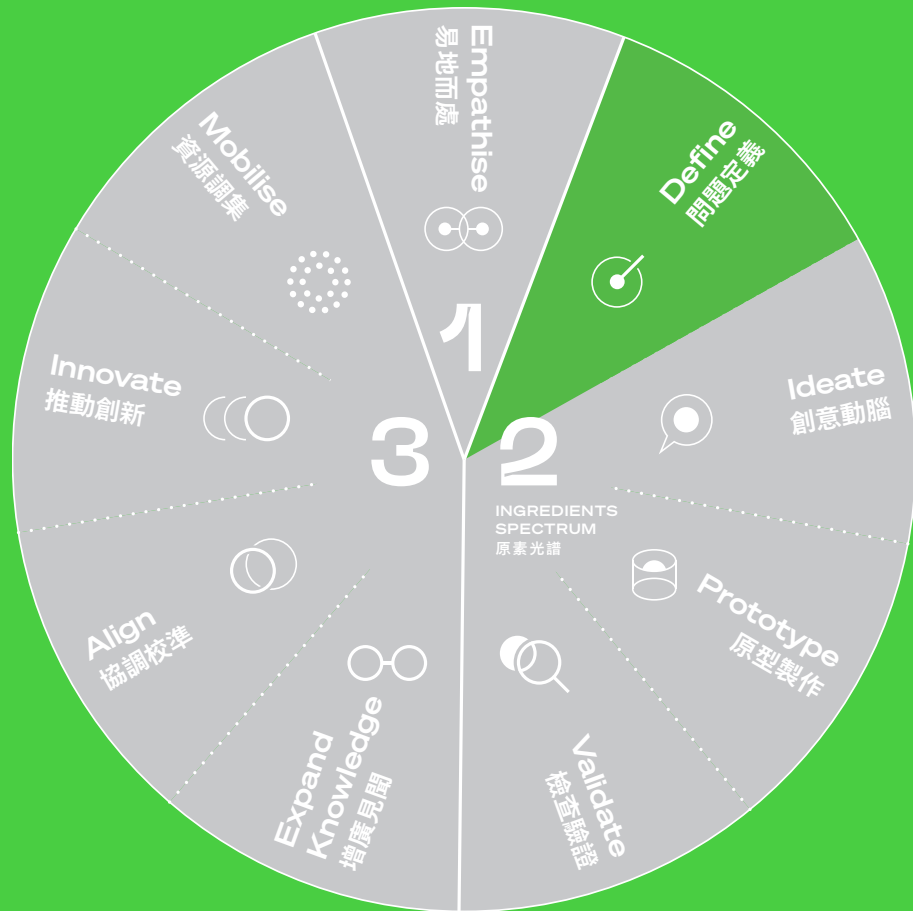 1
Empathise
易地而處
2
INGREDIENTS
SPECTRUM
原素光譜
Define
問題定義
Ideate
創意動腦
Prototype
原型製作
Validate
檢查驗證
3
Expand
Knowledge
增廣見聞
Align
協調校準
Innovate
推動創新
Mobilise
資源調集